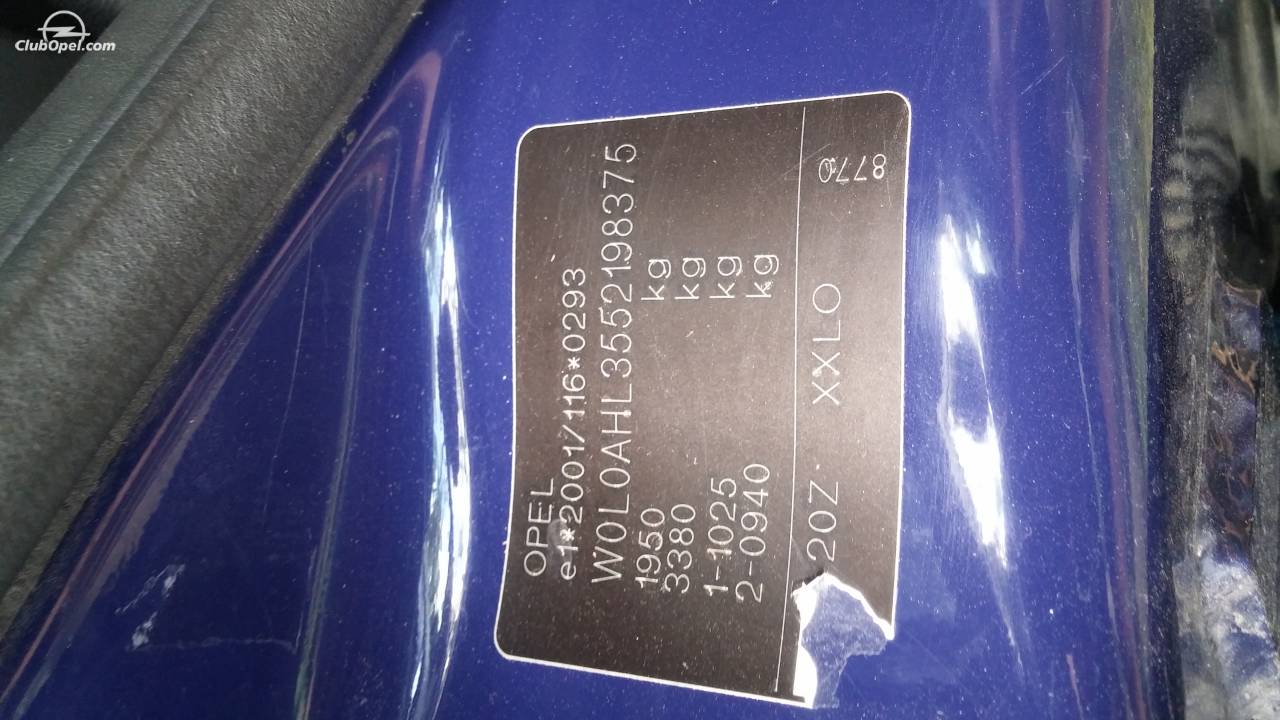 ClubOpel.com
OPEL
e1*2001/116*0293
W0L0AHL3552198375
1950 kg
3380 kg
1-1025 kg
2-0940 kg
20Z XXLO
8770